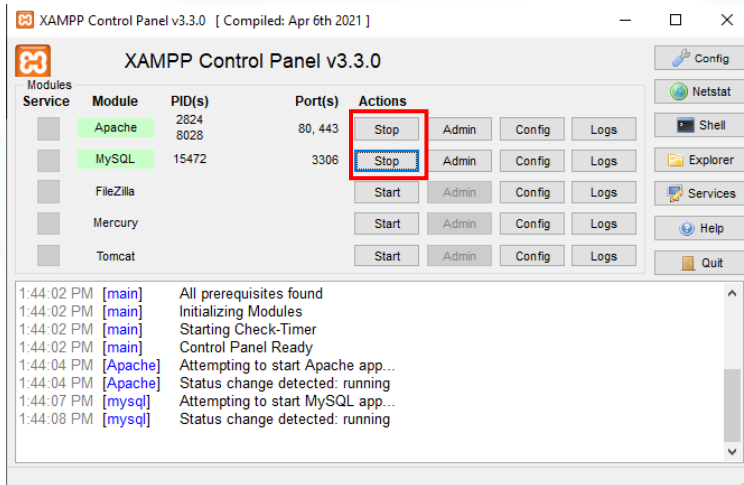 XAMPP Control Panel v3.3.0 [ Compiled: Apr 6th 2021 ]
XAMPP Control Panel v3.3.0
Config
Modules
Service Module PID(s) Port(s) Actions
Netstat
Apache 2824 8028 80, 443 Stop Admin Config Logs
Shell
MySQL 15472 3306 Stop Admin Config Logs
Explorer
FileZilla Start Admin Config Logs
Services
Mercury Start Admin Config Logs
Help
Tomcat Start Admin Config Logs
Quit
1:44:02 PM [main] All prerequisites found
1:44:02 PM [main] Initializing Modules
1:44:02 PM [main] Starting Check-Timer
1:44:02 PM [main] Control Panel Ready
1:44:04 PM [Apache] Attempting to start Apache app...
1:44:04 PM [Apache] Status change detected: running
1:44:07 PM [mysql] Attempting to start MySQL app...
1:44:08 PM [mysql] Status change detected: running